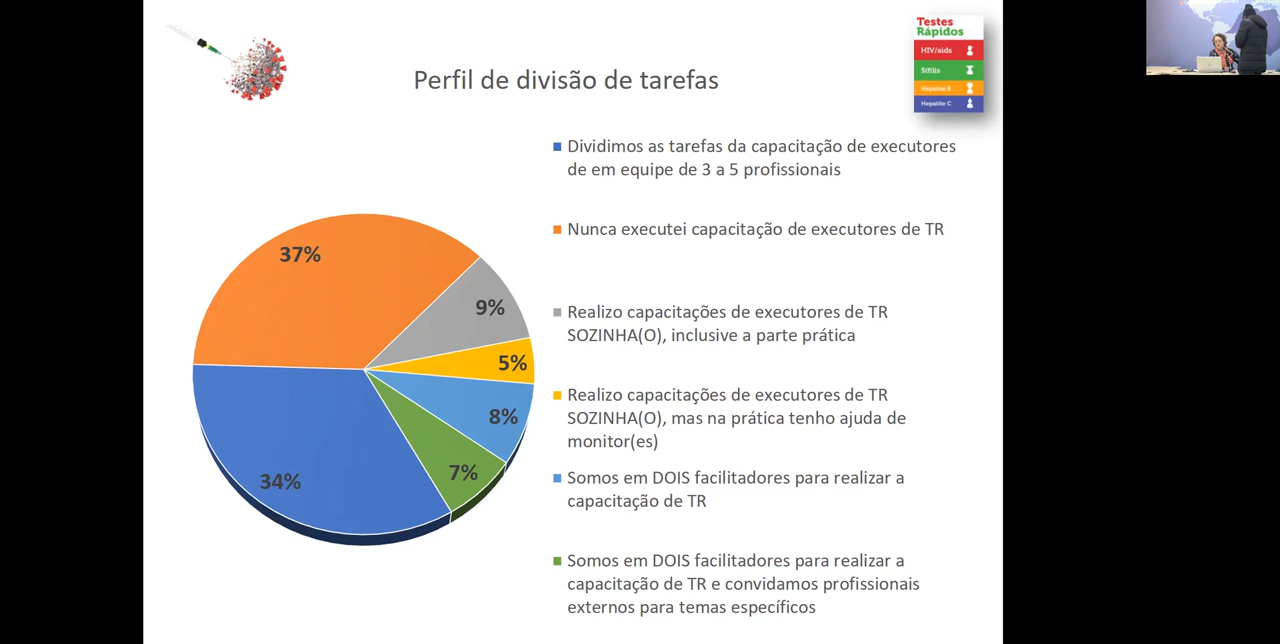 Perfil de divisão de tarefas
Testes
Rápidos
HIV/aids
Sífilis
Hepatite B
Hepatite C
Dividimos as tarefas da capacitação de executores
de em equipe de 3 a 5 profissionais
Nunca executei capacitação de executores de TR
Realizo capacitações de executores de TR
SOZINHA(O), inclusive a parte prática
Realizo capacitações de executores de TR
SOZINHA(O), mas na prática tenho ajuda de
monitor(es)
Somos em DOIS facilitadores para realizar a
capacitação de TR
Somos em DOIS facilitadores para realizar a
capacitação de TR e convidamos profissionais
externos para temas específicos
37%
9%
5%
8%
7%
34%